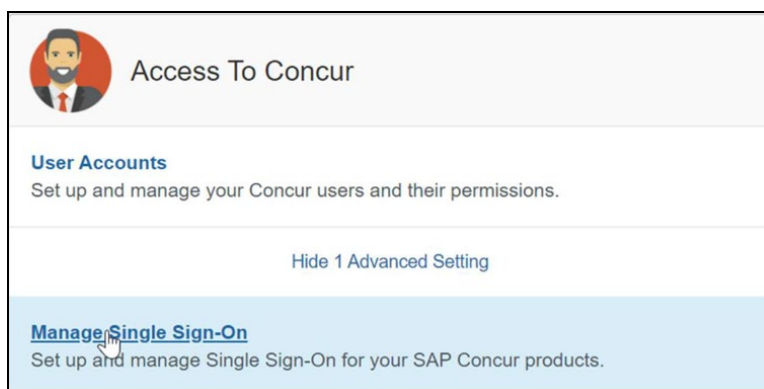 Access To Concur
User Accounts
Set up and manage your Concur users and their permissions.
Hide 1 Advanced Setting
Manage Single Sign-On
Set up and manage Single Sign-On for your SAP Concur products.